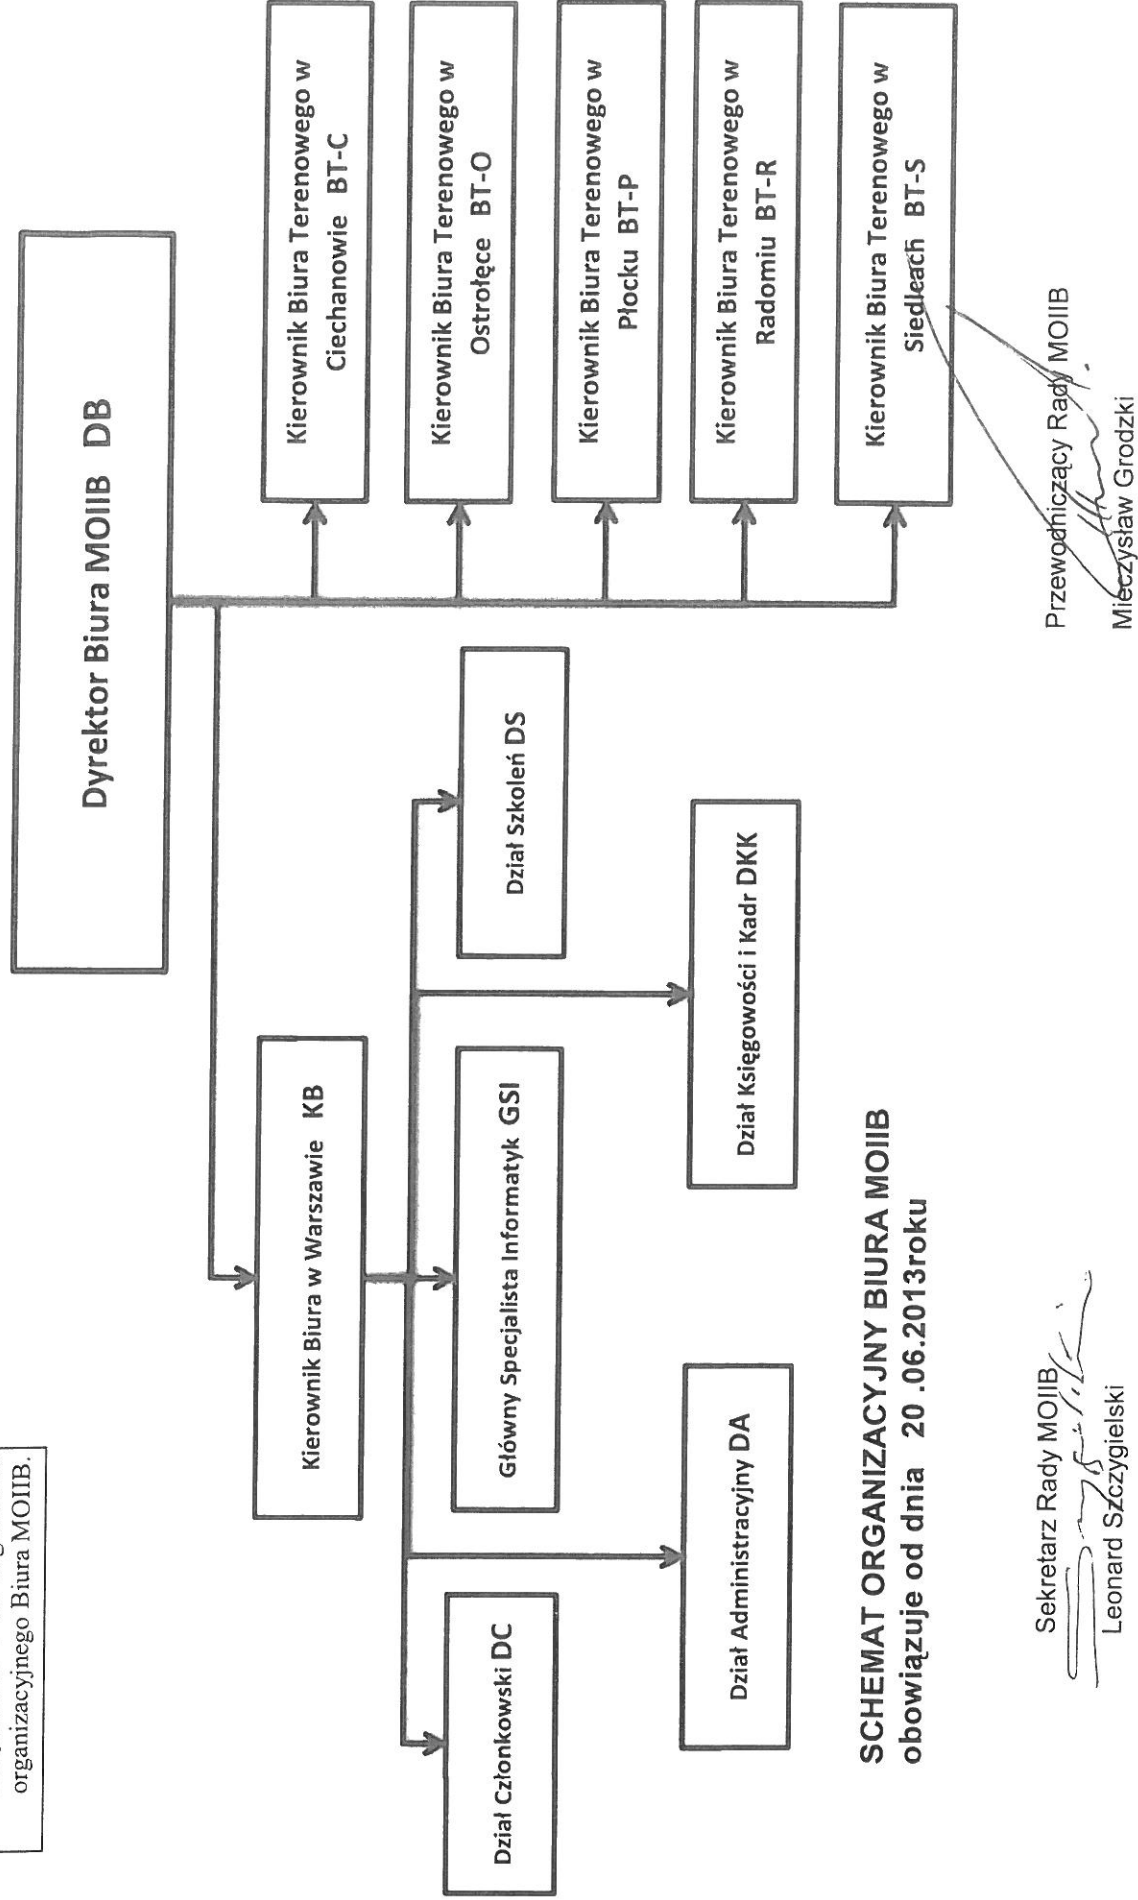 organizacyjnego Biura MOIIB.
Dyrektor Biura MOIIB DB
Kierownik Biura w Warszawie KB
Kierownik Biura Terenowego w
Ciechanowie BT-C
Kierownik Biura Terenowego w
Ostrołęce BT-O
Kierownik Biura Terenowego w
Płocku BT-P
Kierownik Biura Terenowego w
Radomiu BT-R
Kierownik Biura Terenowego w
Siedleach BT-S
Dział Członkowski DC
Główny Specjalista Informatyk GSI
Dział Szkoleń DS
Dział Administracyjny DA
Dział Księgowości i Kadr DKK
SCHEMAT ORGANIZACYJNY BIURA MOIIB
obowiązuje od dnia 20 .06.2013roku
Sekretarz Rady MOIIB
Leonard Szczygielski
Przewodniczący Rady MOIIB
Mieczysław Grodzki